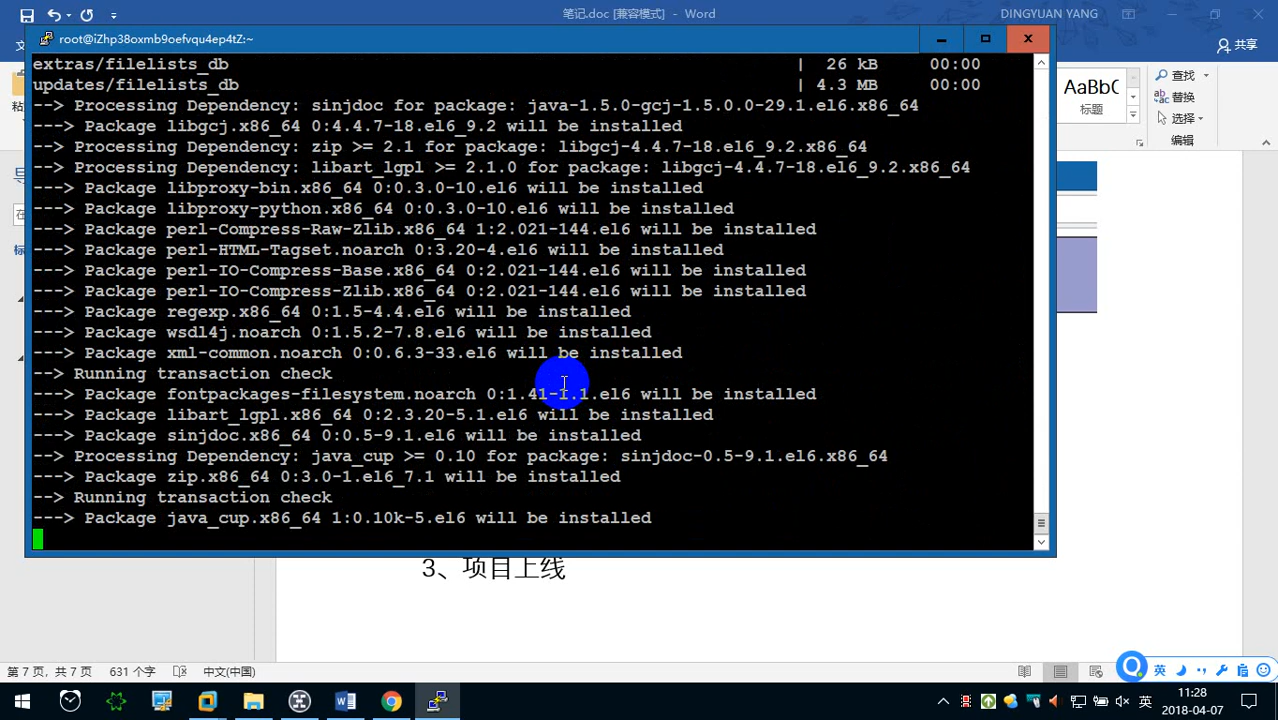 笔记.doc [兼容模式] - Word
DINGYUAN YANG
root@iZhp38oxmb9oefvqu4ep4tZ:~
共享
extras/filelists_db | 26 kB 00:00
updates/filelists_db | 4.3 MB 00:00
--> Processing Dependency: sinjdoc for package: java-1.5.0-gcj-1.5.0.0-29.1.el6.x86_64
---> Package libgcj.x86_64 0:4.4.7-18.el6_9.2 will be installed
--> Processing Dependency: zip >= 2.1 for package: libgcj-4.4.7-18.el6_9.2.x86_64
--> Processing Dependency: libart_lgpl >= 2.1.0 for package: libgcj-4.4.7-18.el6_9.2.x86_64
---> Package libproxy-bin.x86_64 0:0.3.0-10.el6 will be installed
---> Package libproxy-python.x86_64 0:0.3.0-10.el6 will be installed
---> Package perl-Compress-Raw-Zlib.x86_64 1:2.021-144.el6 will be installed
---> Package perl-HTML-Tagset.noarch 0:3.20-4.el6 will be installed
---> Package perl-IO-Compress-Base.x86_64 0:2.021-144.el6 will be installed
---> Package perl-IO-Compress-Zlib.x86_64 0:2.021-144.el6 will be installed
---> Package regexp.x86_64 0:1.5-4.4.el6 will be installed
---> Package wsdl4j.noarch 0:1.5.2-7.8.el6 will be installed
---> Package xml-common.noarch 0:0.6.3-33.el6 will be installed
--> Running transaction check
---> Package fontpackages-filesystem.noarch 0:1.41-1.1.el6 will be installed
---> Package libart_lgpl.x86_64 0:2.3.20-5.1.el6 will be installed
---> Package sinjdoc.x86_64 0:0.5-9.1.el6 will be installed
--> Processing Dependency: java_cup >= 0.10 for package: sinjdoc-0.5-9.1.el6.x86_64
---> Package zip.x86_64 0:3.0-1.el6_7.1 will be installed
--> Running transaction check
---> Package java_cup.x86_64 1:0.10k-5.el6 will be installed
AaBbC
标题
查找
替换
选择
编辑
3、项目上线
第 7 页，共 7 页 631 个字 中文(中国)
英
英
11:28
2018-04-07